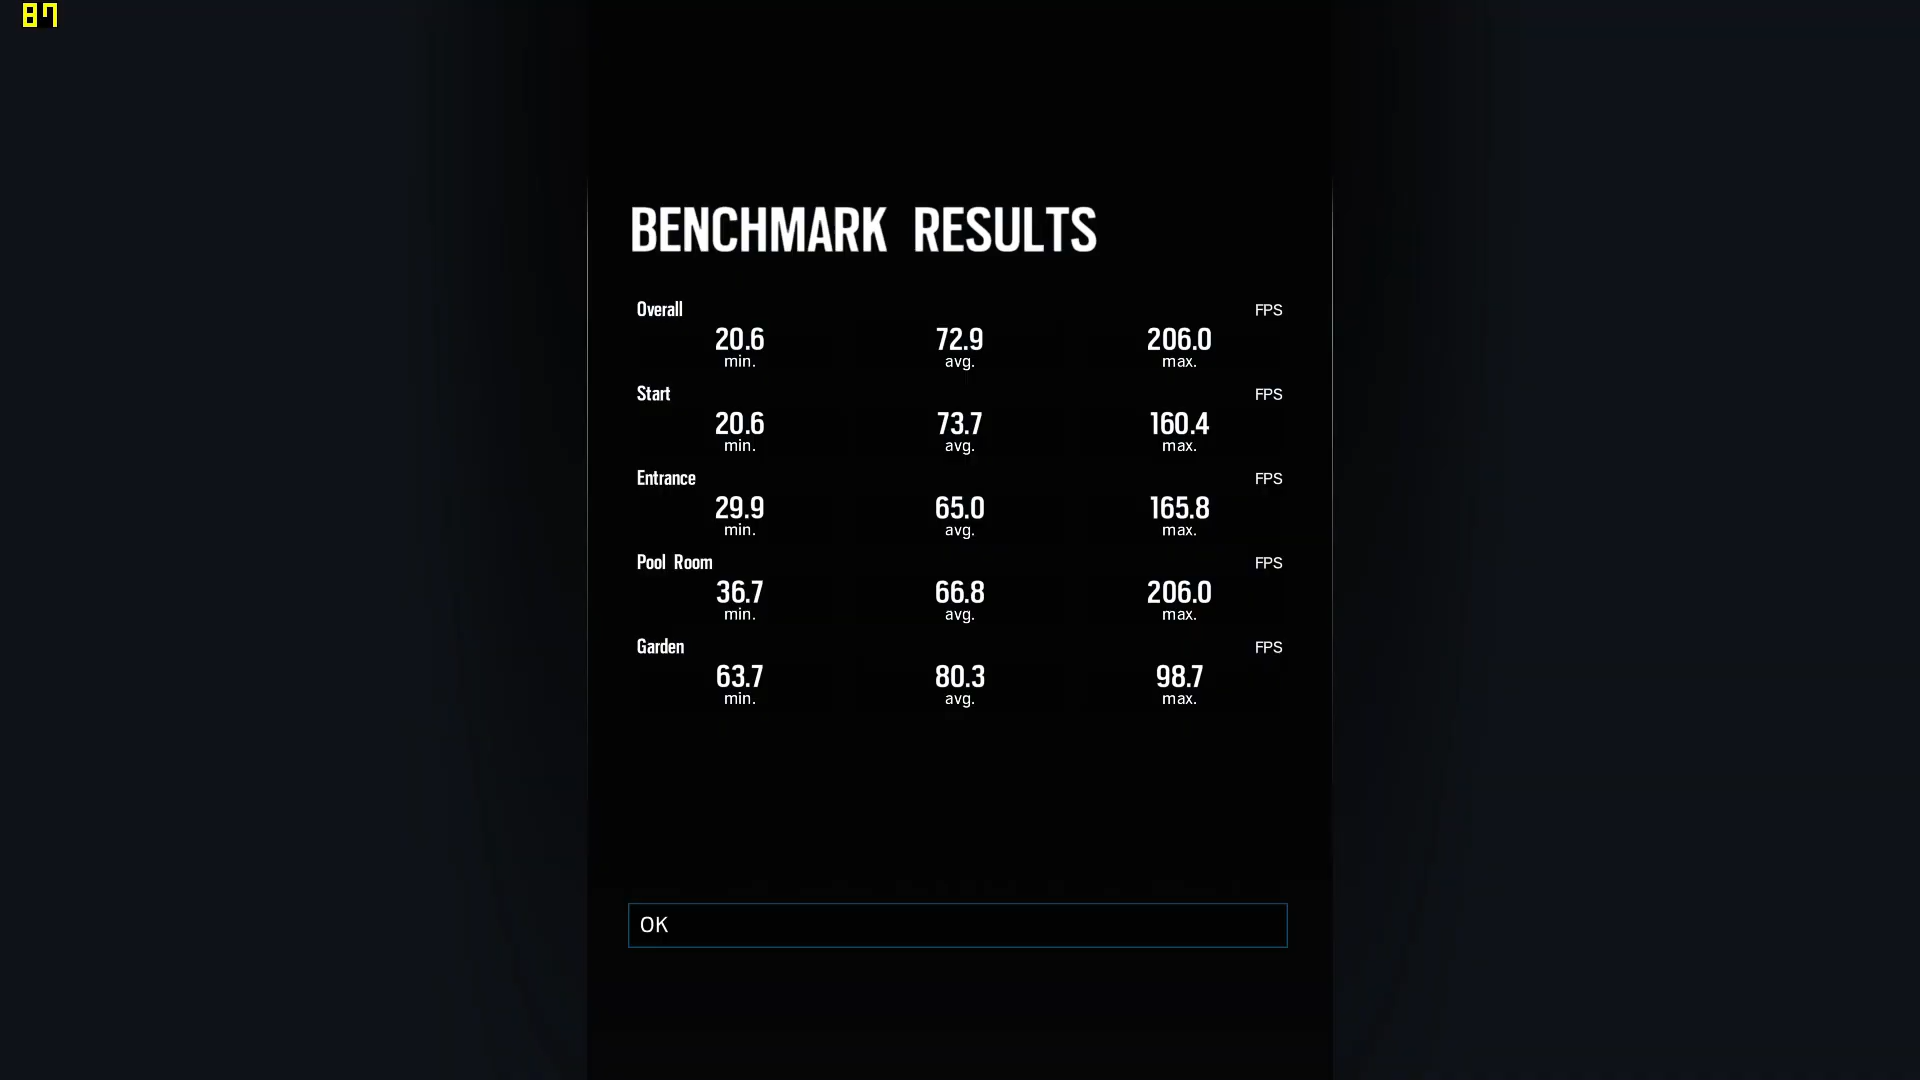 87
BENCHMARK RESULTS
Overall FPS
20.6 72.9 206.0
min. avg. max.
Start FPS
20.6 73.7 160.4
min. avg. max.
Entrance FPS
29.9 65.0 165.8
min. avg. max.
Pool Room FPS
36.7 66.8 206.0
min. avg. max.
Garden FPS
63.7 80.3 98.7
min. avg. max.
OK